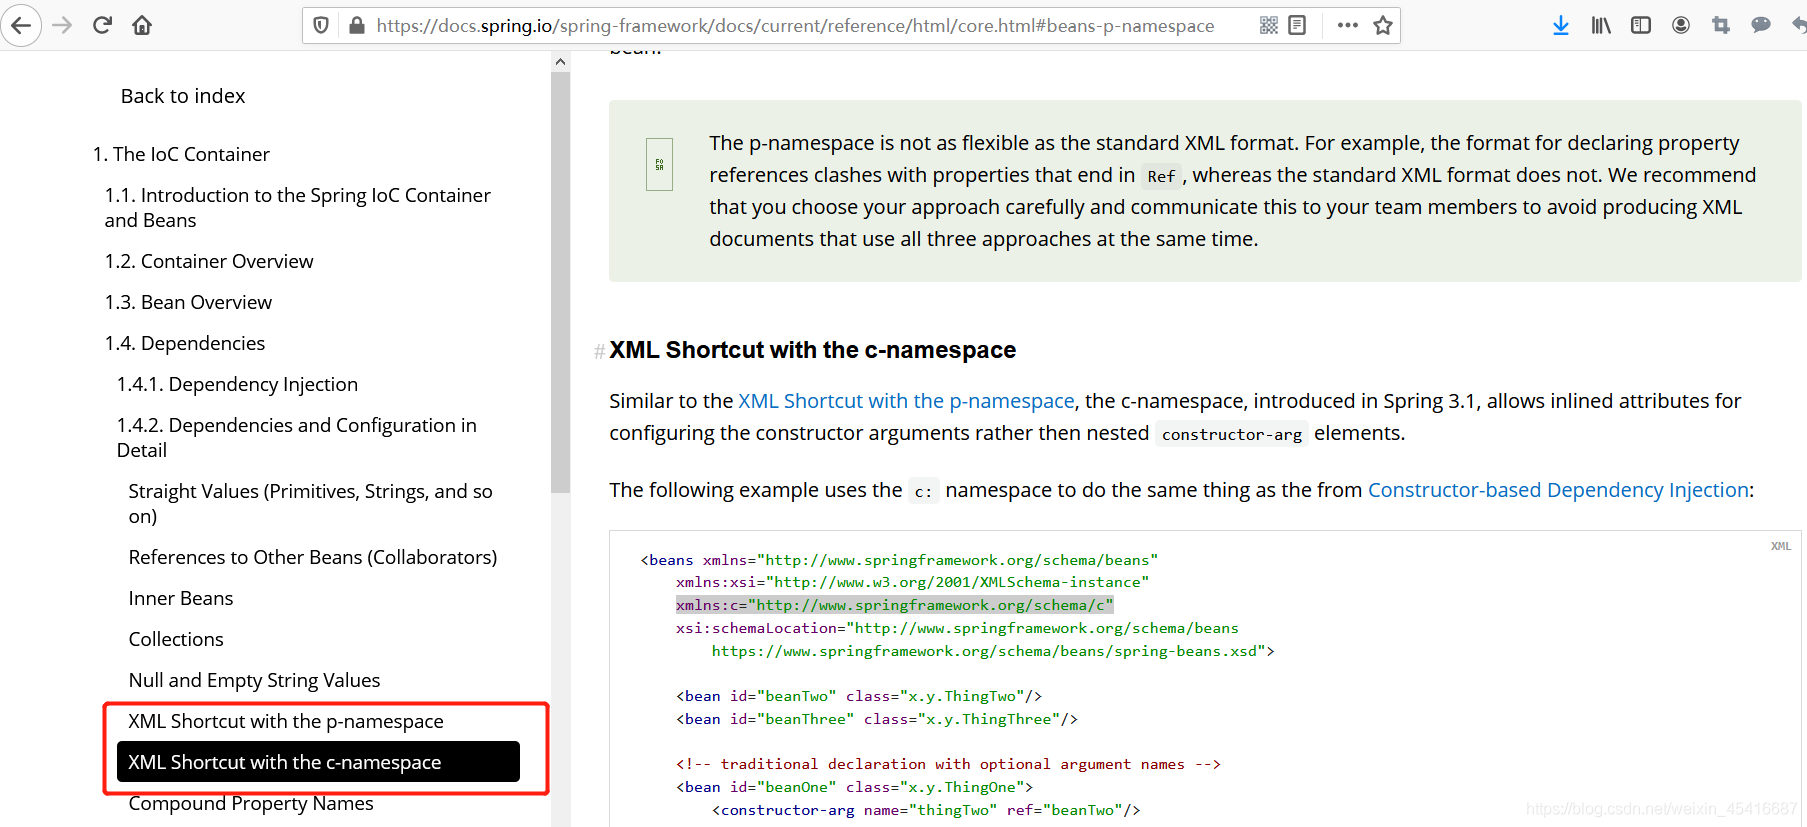 https://docs.spring.io/spring-framework/docs/current/reference/html/core.html#beans-p-namespace
Back to index
1. The IoC Container
1.1. Introduction to the Spring IoC Container
and Beans
1.2. Container Overview
1.3. Bean Overview
1.4. Dependencies
1.4.1. Dependency Injection
1.4.2. Dependencies and Configuration in
Detail
Straight Values (Primitives, Strings, and so
on)
References to Other Beans (Collaborators)
Inner Beans
Collections
Null and Empty String Values
XML Shortcut with the p-namespace
XML Shortcut with the c-namespace
Compound Property Names
bean.
F0
5A
The p-namespace is not as flexible as the standard XML format. For example, the format for declaring property
references clashes with properties that end in Ref, whereas the standard XML format does not. We recommend
that you choose your approach carefully and communicate this to your team members to avoid producing XML
documents that use all three approaches at the same time.
#XML Shortcut with the c-namespace
Similar to the XML Shortcut with the p-namespace, the c-namespace, introduced in Spring 3.1, allows inlined attributes for
configuring the constructor arguments rather then nested constructor-arg elements.
The following example uses the c: namespace to do the same thing as the from Constructor-based Dependency Injection:
XML
<beans xmlns="http://www.springframework.org/schema/beans"
xmlns:xsi="http://www.w3.org/2001/XMLSchema-instance"
xmlns:c="http://www.springframework.org/schema/c"
xsi:schemaLocation="http://www.springframework.org/schema/beans
https://www.springframework.org/schema/beans/spring-beans.xsd">
<bean id="beanTwo" class="x.y.ThingTwo"/>
<bean id="beanThree" class="x.y.ThingThree"/>
<!-- traditional declaration with optional argument names -->
<bean id="beanOne" class="x.y.ThingOne">
<constructor-arg name="thingTwo" ref="beanTwo"/>
https://blog.csdn.net/weixin_45416687